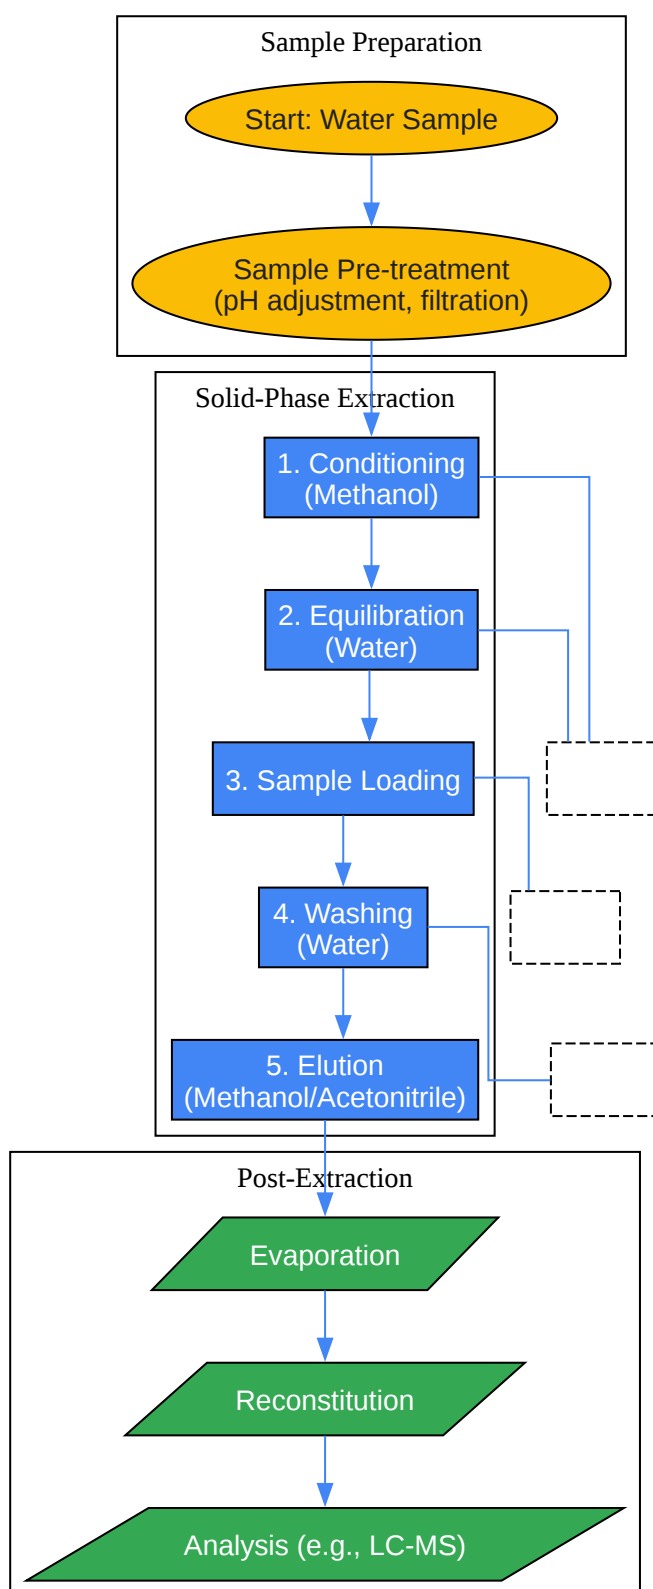 Sample Preparation
Start: Water Sample
Sample Pre-treatment
(pH adjustment, filtration)
Solid-Phase Extraction
1. Conditioning
(Methanol)
2. Equilibration
(Water)
3. Sample Loading
4. Washing
(Water)
5. Elution
(Methanol/Acetonitrile)
Post-Extraction
Evaporation
Reconstitution
Analysis (e.g., LC-MS)